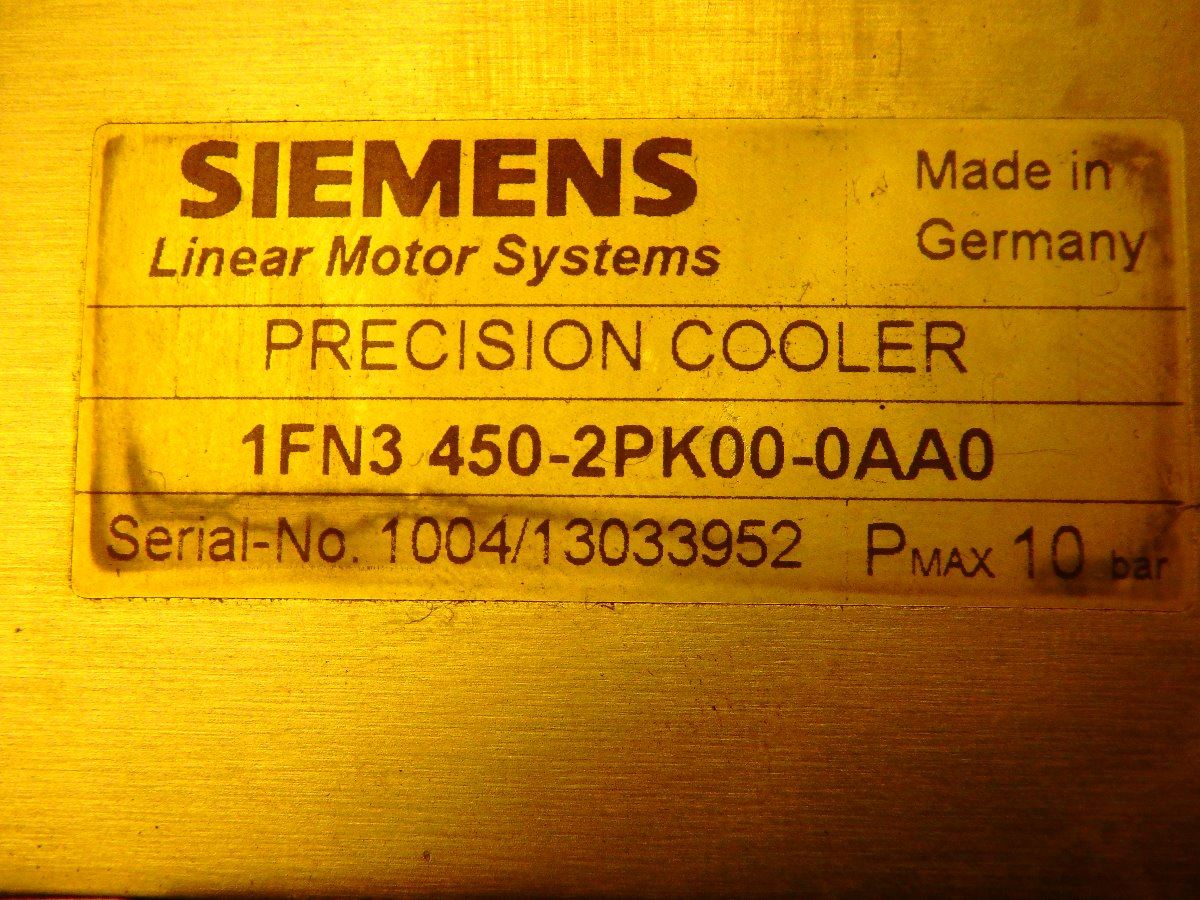 SIEMENS
Linear Motor Systems
Made in
Germany
PRECISION COOLER
1FN3 450-2PK00-0AA0
Serial-No. 1004/13033952 PMAX 10 bar